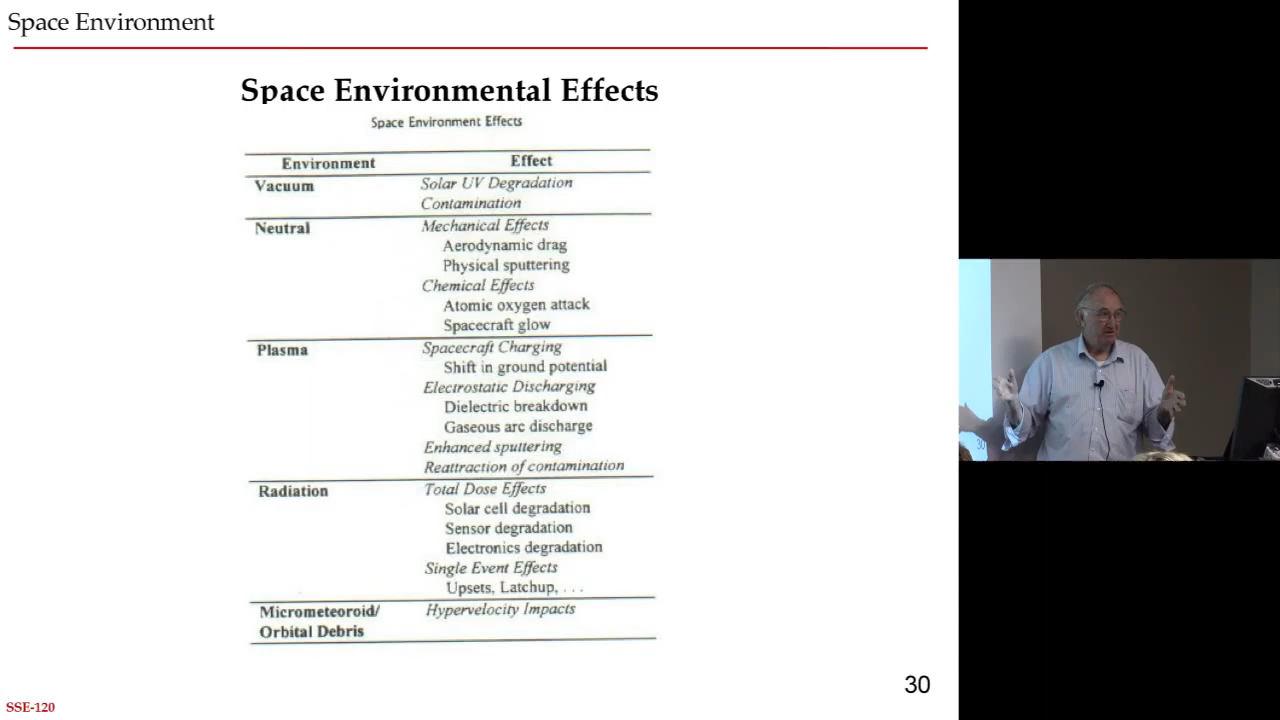 Space Environment
Space Environmental Effects
Space Environment Effects
Environment Effect
Vacuum Solar UV Degradation
Contamination
Neutral Mechanical Effects
Aerodynamic drag
Physical sputtering
Chemical Effects
Atomic oxygen attack
Spacecraft glow
Plasma Spacecraft Charging
Shift in ground potential
Electrostatic Discharging
Dielectric breakdown
Gaseous arc discharge
Enhanced sputtering
Reattraction of contamination
Radiation Total Dose Effects
Solar cell degradation
Sensor degradation
Electronics degradation
Single Event Effects
Upsets, Latchup, . . .
Micrometeoroid/ Hypervelocity Impacts
Orbital Debris
30
SSE-120
30